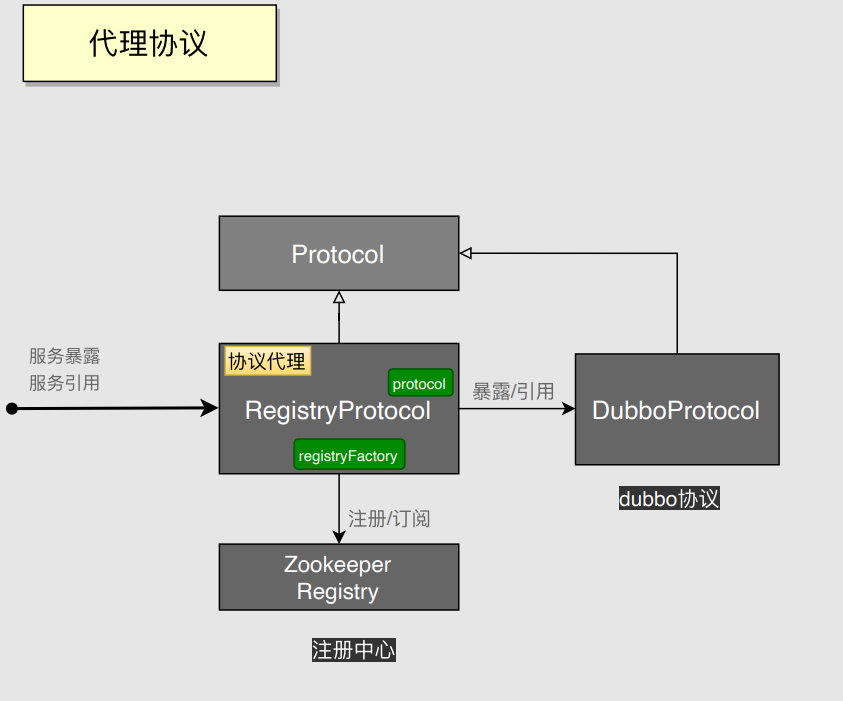 代理协议
Protocol
服务暴露
服务引用
协议代理
protocol
RegistryProtocol
registryFactory
暴露/引用
DubboProtocol
dubbo协议
注册/订阅
Zookeeper
Registry
注册中心